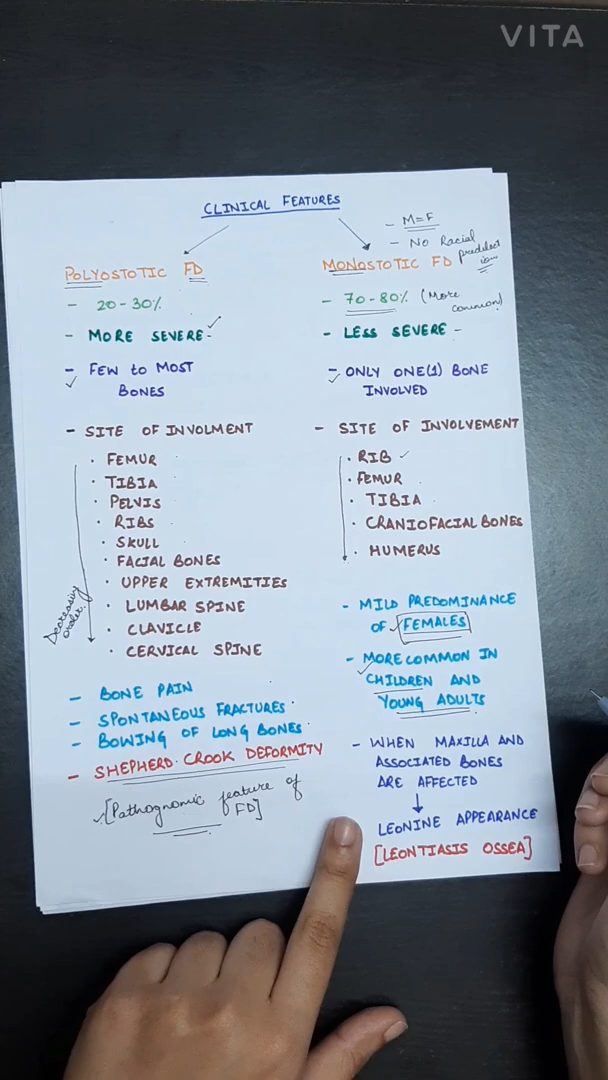 VITA
CLINICAL FEATURES
- M=F
- No Racial
predilect
ion
POLYOSTOTIC FD
- 20-30%
- MORE SEVERE
- FEW TO MOST
BONES
- SITE OF INVOLMENT
· FEMUR
· TIBIA
· PELVIS
· RIBS
· SKULL
· FACIAL BONES
· UPPER EXTREMITIES
· LUMBAR SPINE
· CLAVICLE
· CERVICAL SPINE
Decreasing
order
- BONE PAIN
- SPONTANEOUS FRACTURES
- BOWING OF LONG BONES
- SHEPHERD-CROOK DEFORMITY
[Pathognomic feature of
FD]
MONOSTOTIC FD
- 70-80% (More
common)
- LESS SEVERE -
- ONLY ONE(1) BONE
INVOLVED
- SITE OF INVOLVEMENT
· RIB
· FEMUR
· TIBIA
· CRANIOFACIAL BONES
· HUMERUS
- MILD PREDOMINANCE
OF FEMALES
- MORE COMMON IN
CHILDREN AND
YOUNG ADULTS
- WHEN MAXILLA AND
ASSOCIATED BONES
ARE AFFECTED
↓
LEONINE APPEARANCE
[LEONTIASIS OSSEA]